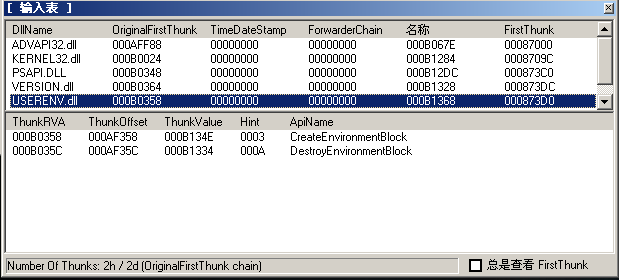 [ 输入表 ]
DllName OriginalFirstThunk TimeDateStamp ForwarderChain 名称 FirstThunk
ADVAPI32.dll 000AFF88 00000000 00000000 000B067E 00087000
KERNEL32.dll 000B0024 00000000 00000000 000B1284 0008709C
PSAPI.DLL 000B0348 00000000 00000000 000B12DC 000873C0
VERSION.dll 000B0364 00000000 00000000 000B1328 000873DC
USERENV.dll 000B0358 00000000 00000000 000B1368 000873D0
ThunkRVA ThunkOffset ThunkValue Hint ApiName
000B0358 000AF358 000B134E 0003 CreateEnvironmentBlock
000B035C 000AF35C 000B1334 000A DestroyEnvironmentBlock
Number Of Thunks: 2h / 2d (OriginalFirstThunk chain) 总是查看 FirstThunk